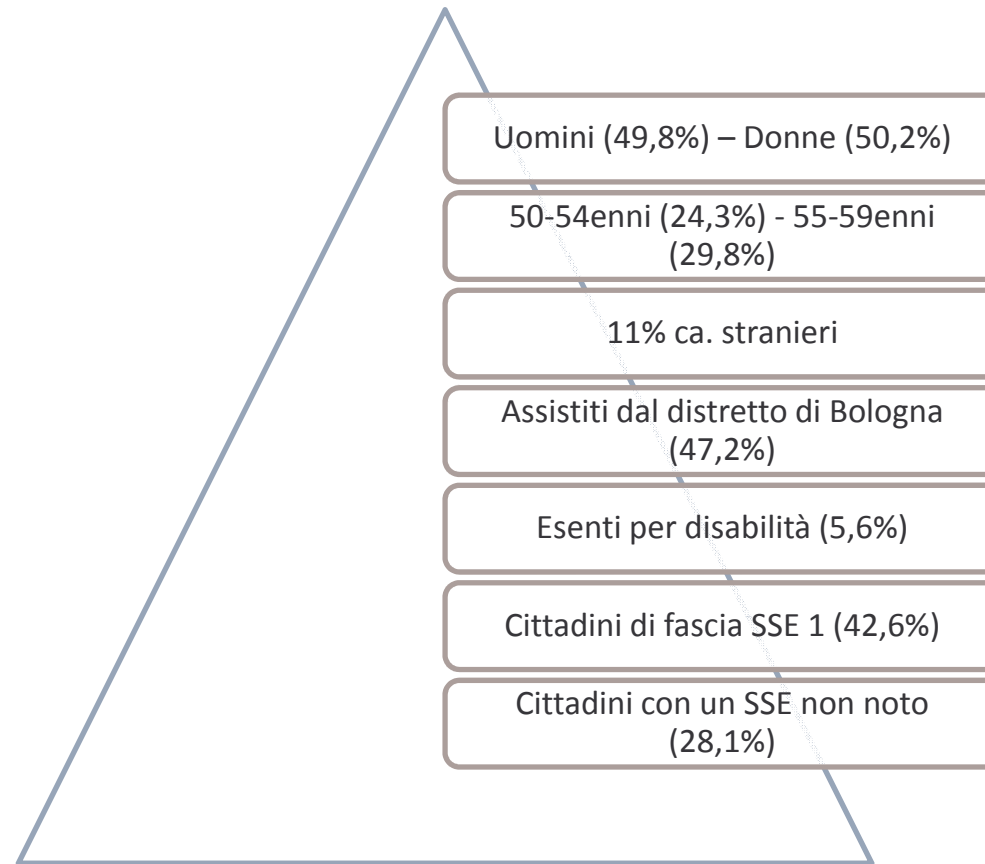 Uomini (49,8%) – Donne (50,2%)
50-54enni (24,3%) - 55-59enni
(29,8%)
11% ca. stranieri
Assistiti dal distretto di Bologna
(47,2%)
Esenti per disabilità (5,6%)
Cittadini di fascia SSE 1 (42,6%)
Cittadini con un SSE non noto
(28,1%)